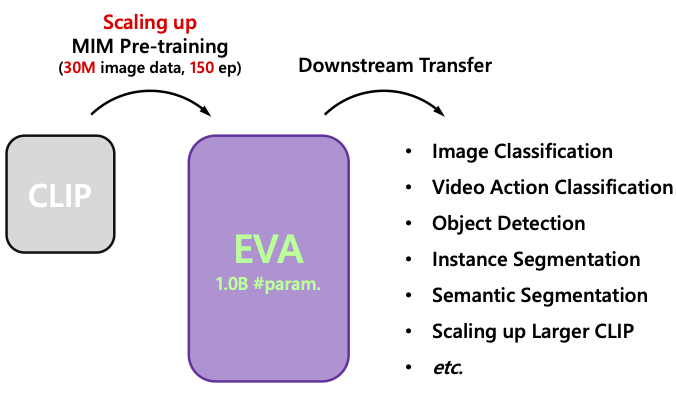 Scaling up
MIM Pre-training
(30M image data, 150 ep)
Downstream Transfer
CLIP
EVA
1.0B #param.
• Image Classification
• Video Action Classification
• Object Detection
• Instance Segmentation
• Semantic Segmentation
• Scaling up Larger CLIP
• etc.